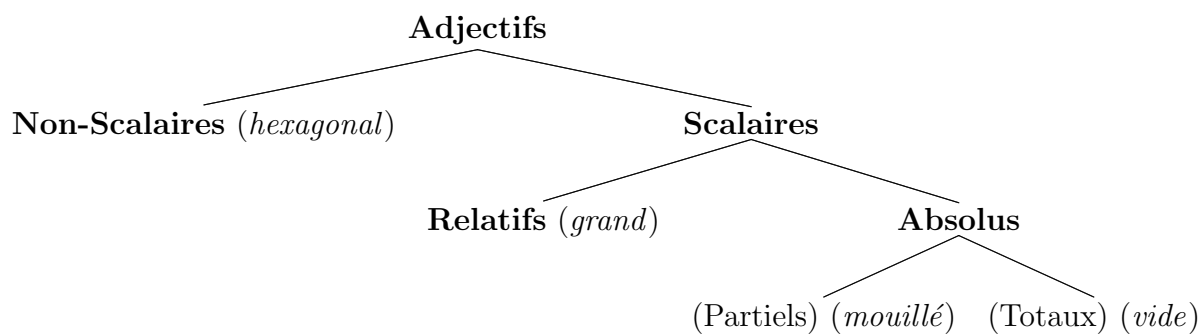 Adjectifs
Non-Scalaires (hexagonal) Scalaires
Relatifs (grand) Absolus
(Partiels) (mouillé) (Totaux) (vide)